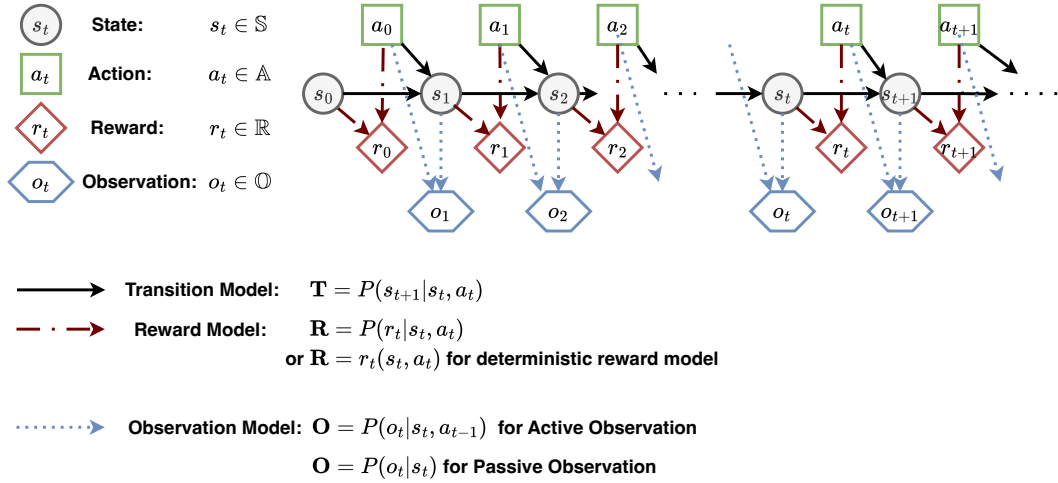 s_t State: s_t ∈ 𝕊
a_t Action: a_t ∈ 𝔸
r_t Reward: r_t ∈ ℝ
o_t Observation: o_t ∈ 𝕆
a_0 a_1 a_2 a_t a_{t+1}
s_0 s_1 s_2 . . . s_t s_{t+1} . . .
r_0 r_1 r_2 r_t r_{t+1}
o_1 o_2 o_t o_{t+1}
Transition Model: T = P(s_{t+1}|s_t, a_t)
Reward Model: R = P(r_t|s_t, a_t)
or R = r_t(s_t, a_t) for deterministic reward model
Observation Model: O = P(o_t|s_t, a_{t−1}) for Active Observation
O = P(o_t|s_t) for Passive Observation